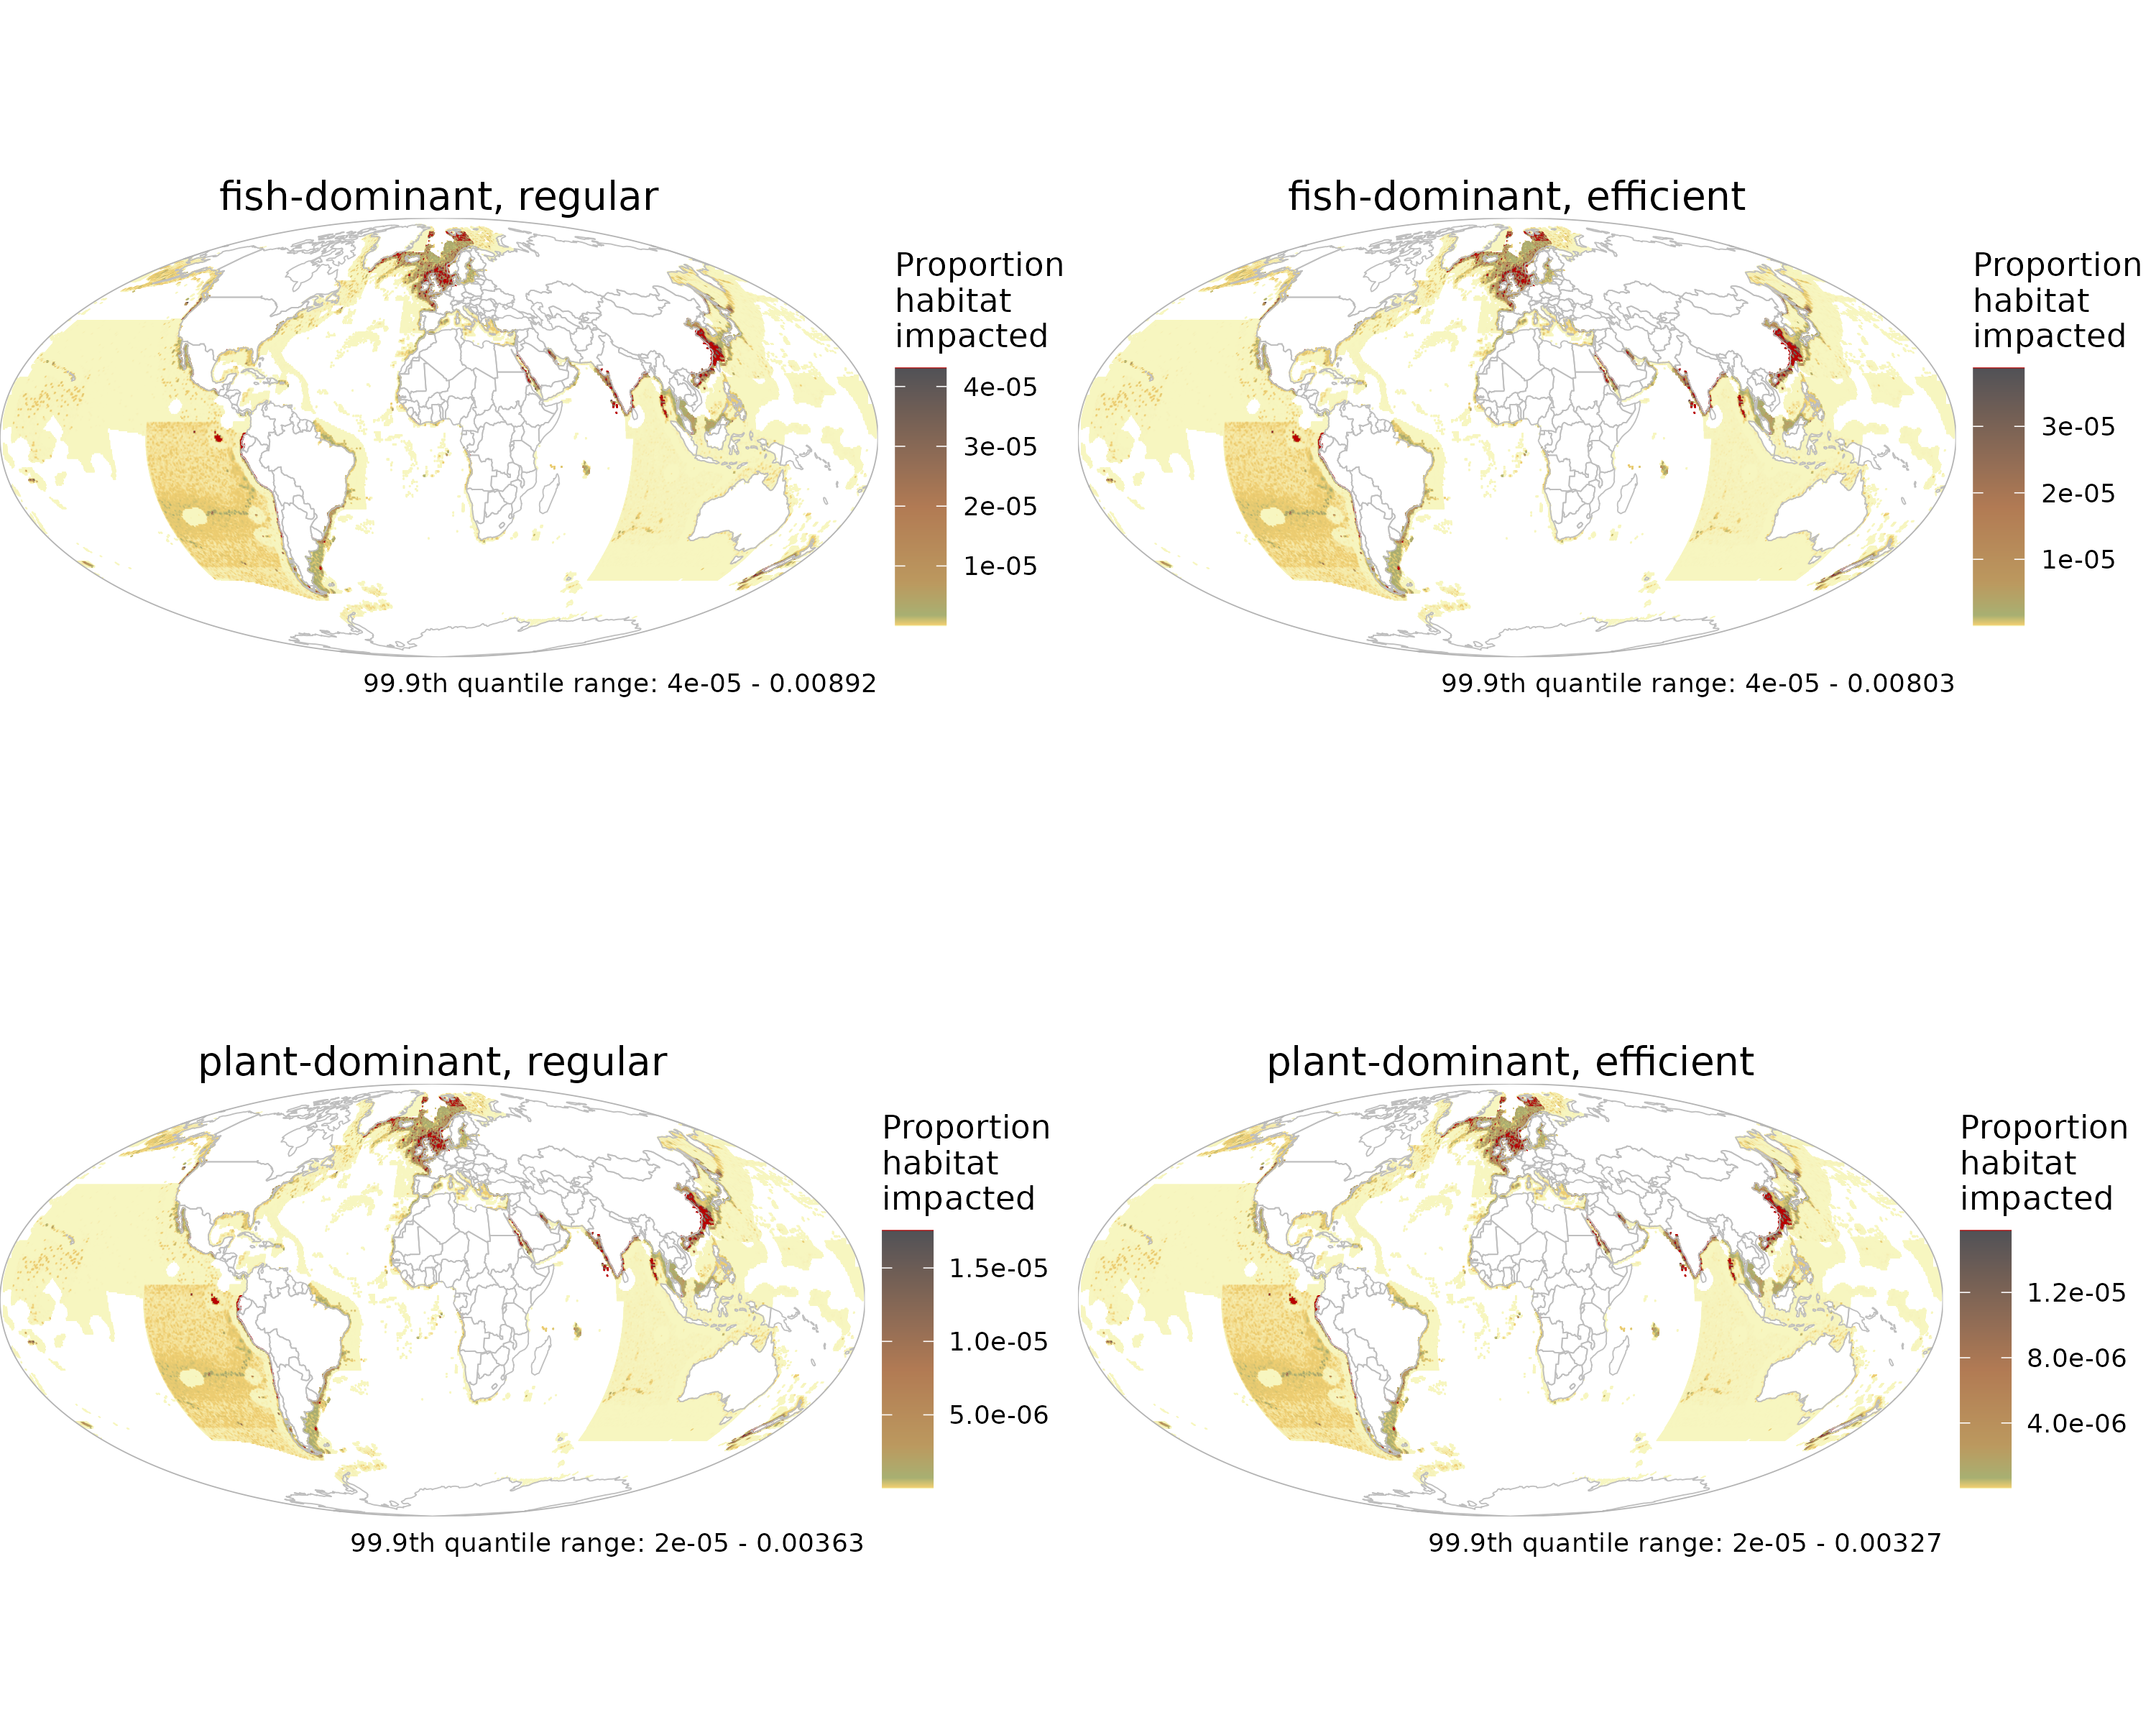 fish-dominant, regular
Proportion
habitat
impacted
4e-05
3e-05
2e-05
1e-05
99.9th quantile range: 4e-05 - 0.00892
fish-dominant, efficient
Proportion
habitat
impacted
3e-05
2e-05
1e-05
99.9th quantile range: 4e-05 - 0.00803
plant-dominant, regular
Proportion
habitat
impacted
1.5e-05
1.0e-05
5.0e-06
99.9th quantile range: 2e-05 - 0.00363
plant-dominant, efficient
Proportion
habitat
impacted
1.2e-05
8.0e-06
4.0e-06
99.9th quantile range: 2e-05 - 0.00327